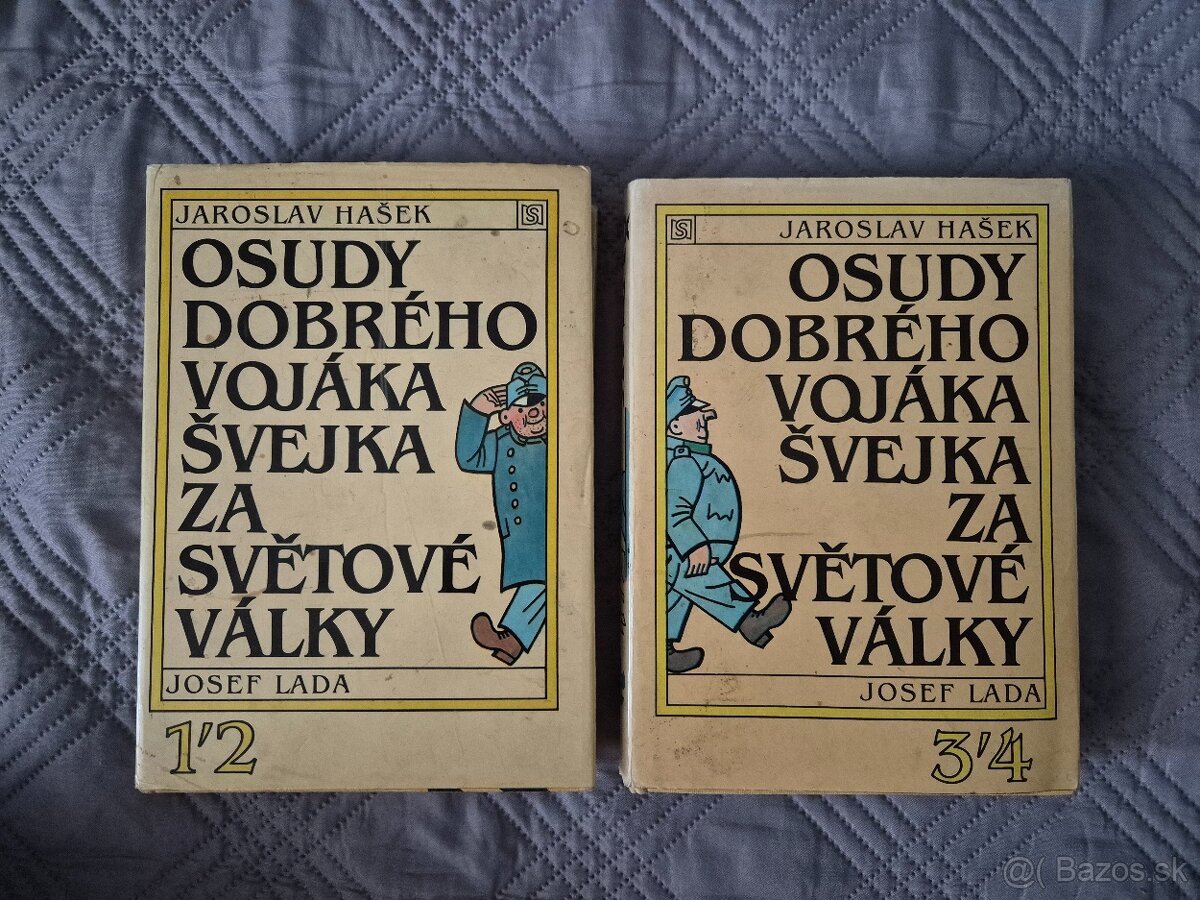 JAROSLAV HAŠEK
OSUDY
DOBRÉHO
VOJÁKA
ŠVEJKA
ZA
SVĚTOVÉ
VÁLKY
JOSEF LADA
1'2
JAROSLAV HAŠEK
OSUDY
DOBRÉHO
VOJÁKA
ŠVEJKA
ZA
SVĚTOVÉ
VÁLKY
JOSEF LADA
3'4
@( Bazos.sk